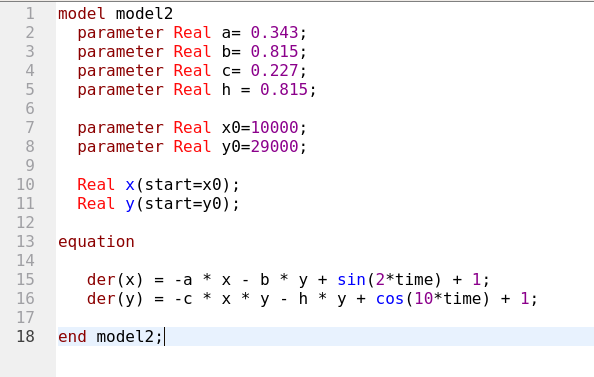 1 model model2
2   parameter Real a= 0.343;
3   parameter Real b= 0.815;
4   parameter Real c= 0.227;
5   parameter Real h = 0.815;
6
7   parameter Real x0=10000;
8   parameter Real y0=29000;
9
10   Real x(start=x0);
11   Real y(start=y0);
12
13 equation
14
15    der(x) = -a * x - b * y + sin(2*time) + 1;
16    der(y) = -c * x * y - h * y + cos(10*time) + 1;
17
18 end model2;